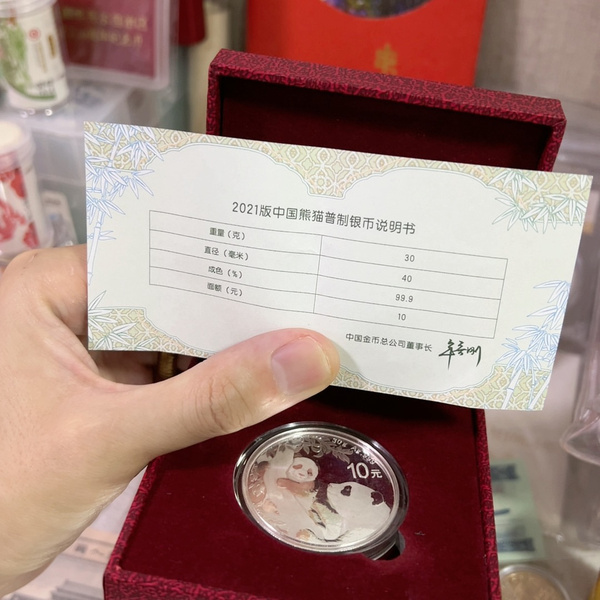 2021版中国熊猫普制银币说明书
重量（克） 30
直径（毫米） 40
成色（%） 99.9
面额（元） 10
中国金币总公司董事长
10元